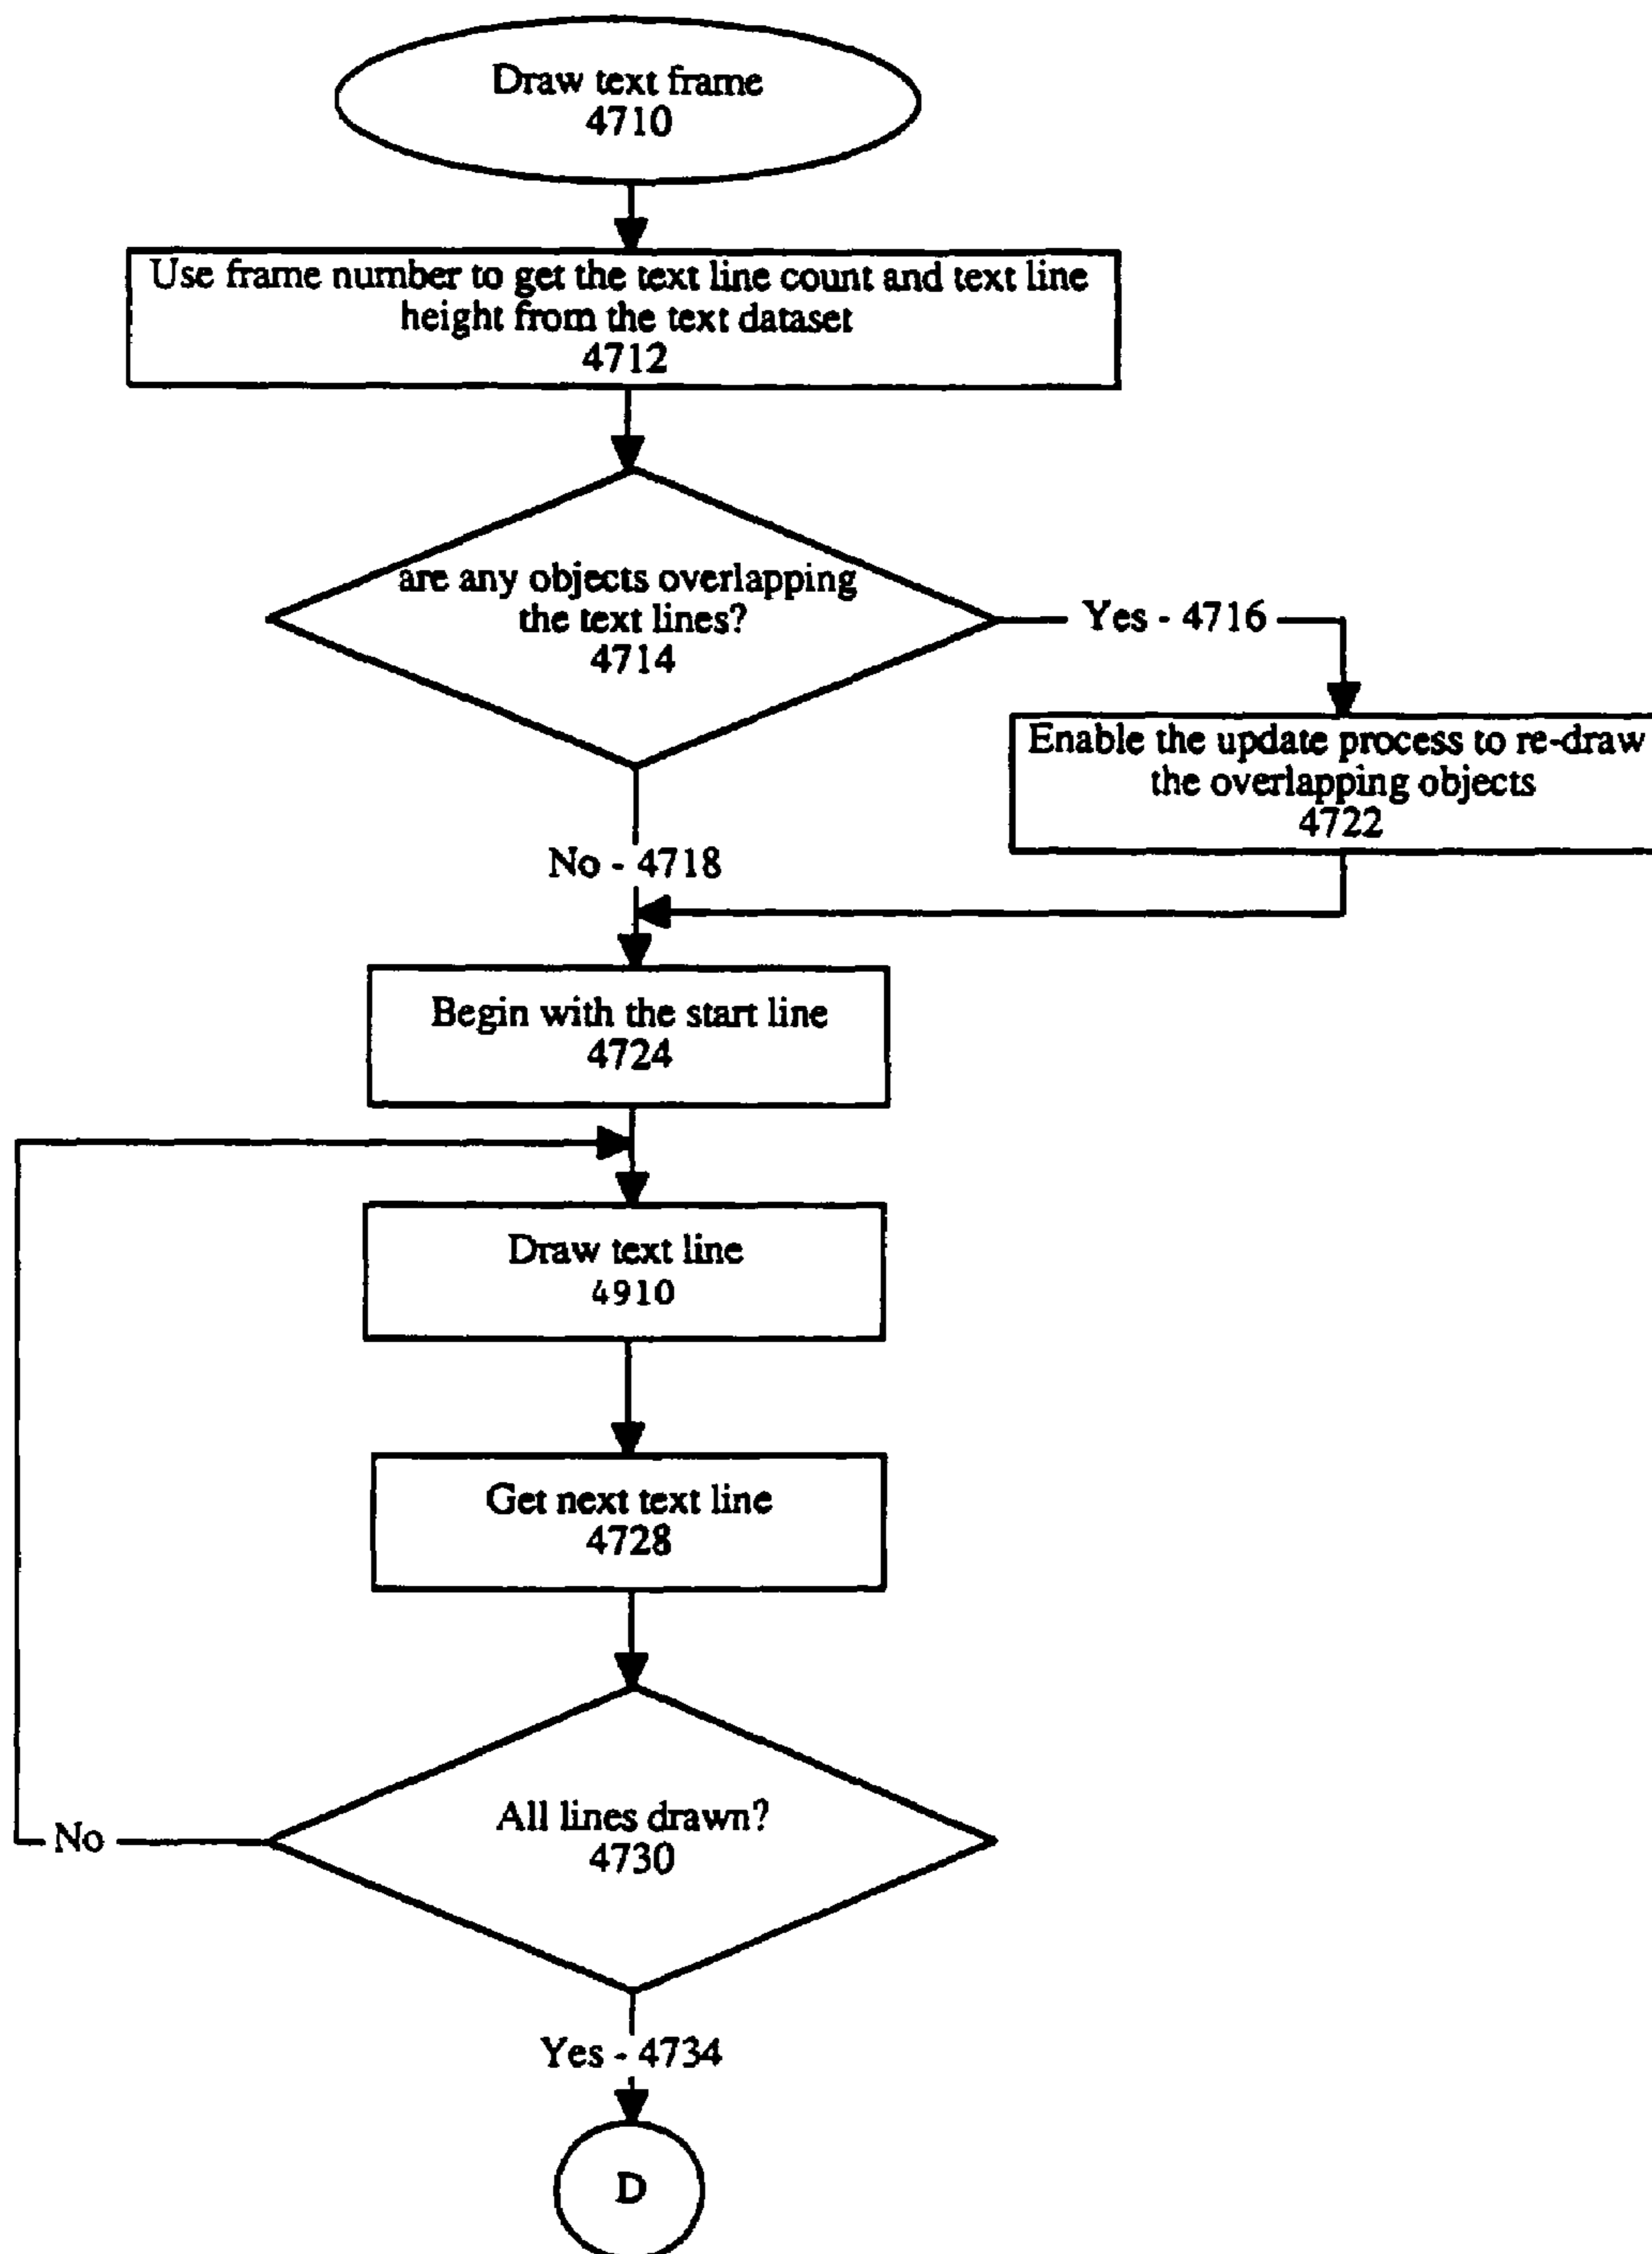 Draw text frame
4710
Use frame number to get the text line count and text line
height from the text dataset
4712
are any objects overlapping
the text lines?
4714
Yes - 4716
Enable the update process to re-draw
the overlapping objects
4722
No - 4718
Begin with the start line
4724
Draw text line
4910
Get next text line
4728
All lines drawn?
4730
No
Yes - 4734
D